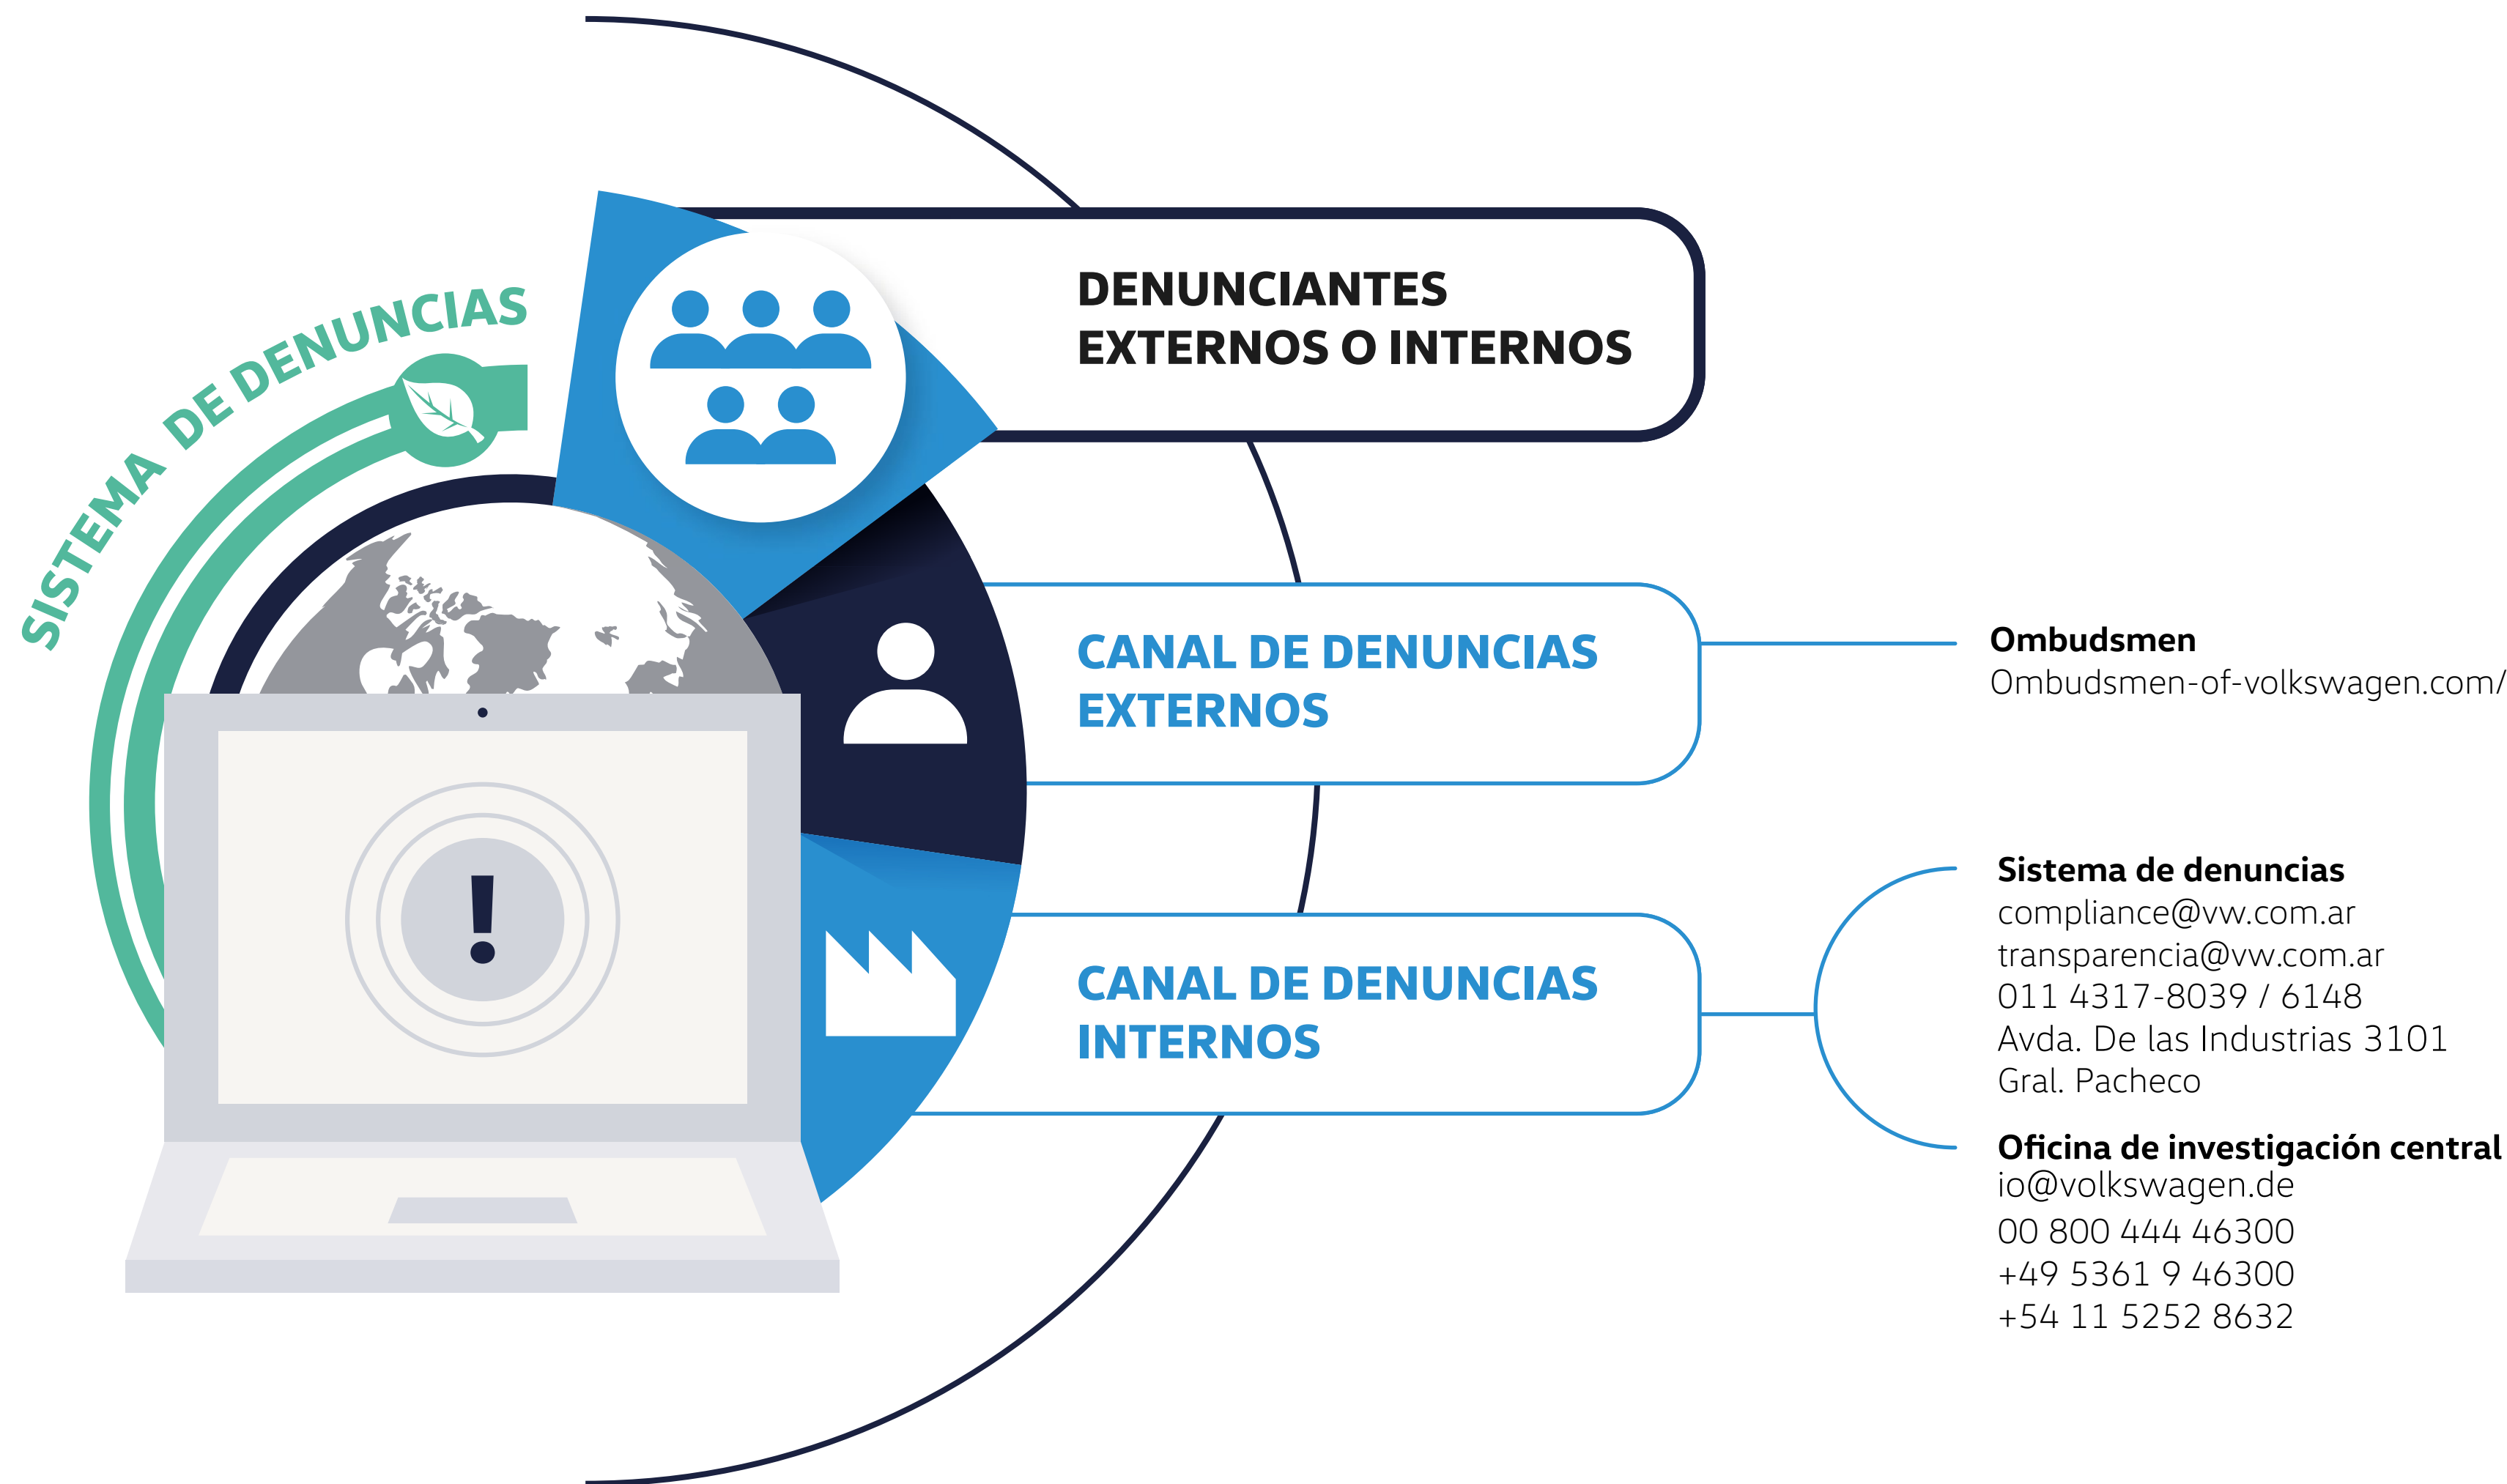 SISTEMA DE DENUNCIAS
DENUNCIANTES
EXTERNOS O INTERNOS
CANAL DE DENUNCIAS
EXTERNOS
Ombudsmen
Ombudsmen-of-volkswagen.com/
CANAL DE DENUNCIAS
INTERNOS
Sistema de denuncias
compliance@vw.com.ar
transparencia@vw.com.ar
011 4317-8039 / 6148
Avda. De las Industrias 3101
Gral. Pacheco
Oficina de investigación central
io@volkswagen.de
00 800 444 46300
+49 5361 9 46300
+54 11 5252 8632
!